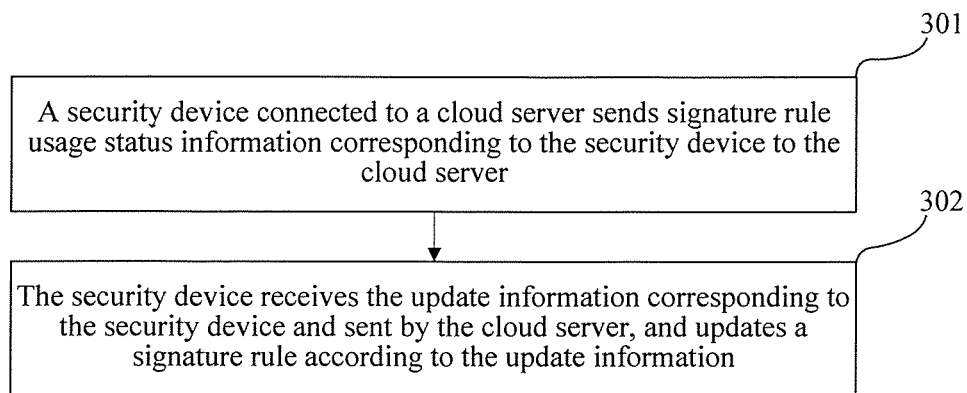 301
A security device connected to a cloud server sends signature rule
usage status information corresponding to the security device to the
cloud server
302
The security device receives the update information corresponding to
the security device and sent by the cloud server, and updates a
signature rule according to the update information